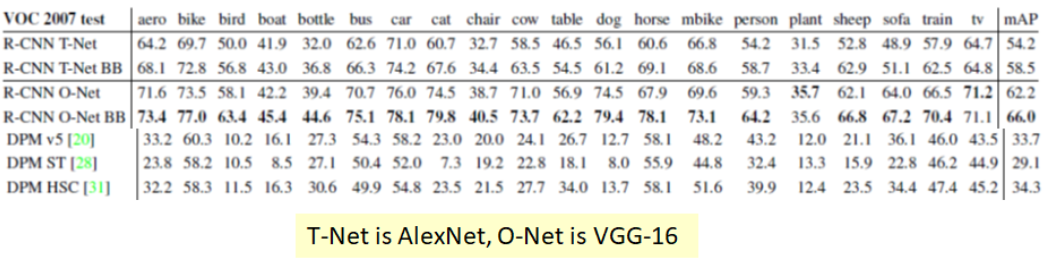 VOC 2007 test aero bike bird boat bottle bus car cat chair cow table dog horse mbike person plant sheep sofa train tv mAP
R-CNN T-Net 64.2 69.7 50.0 41.9 32.0 62.6 71.0 60.7 32.7 58.5 46.5 56.1 60.6 66.8 54.2 31.5 52.8 48.9 57.9 64.7 54.2
R-CNN T-Net BB 68.1 72.8 56.8 43.0 36.8 66.3 74.2 67.6 34.4 63.5 54.5 61.2 69.1 68.6 58.7 33.4 62.9 51.1 62.5 64.8 58.5
R-CNN O-Net 71.6 73.5 58.1 42.2 39.4 70.7 76.0 74.5 38.7 71.0 56.9 74.5 67.9 69.6 59.3 35.7 62.1 64.0 66.5 71.2 62.2
R-CNN O-Net BB 73.4 77.0 63.4 45.4 44.6 75.1 78.1 79.8 40.5 73.7 62.2 79.4 78.1 73.1 64.2 35.6 66.8 67.2 70.4 71.1 66.0
DPM v5 [20] 33.2 60.3 10.2 16.1 27.3 54.3 58.2 23.0 20.0 24.1 26.7 12.7 58.1 48.2 43.2 12.0 21.1 36.1 46.0 43.5 33.7
DPM ST [28] 23.8 58.2 10.5 8.5 27.1 50.4 52.0 7.3 19.2 22.8 18.1 8.0 55.9 44.8 32.4 13.3 15.9 22.8 46.2 44.9 29.1
DPM HSC [31] 32.2 58.3 11.5 16.3 30.6 49.9 54.8 23.5 21.5 27.7 34.0 13.7 58.1 51.6 39.9 12.4 23.5 34.4 47.4 45.2 34.3
T-Net is AlexNet, O-Net is VGG-16